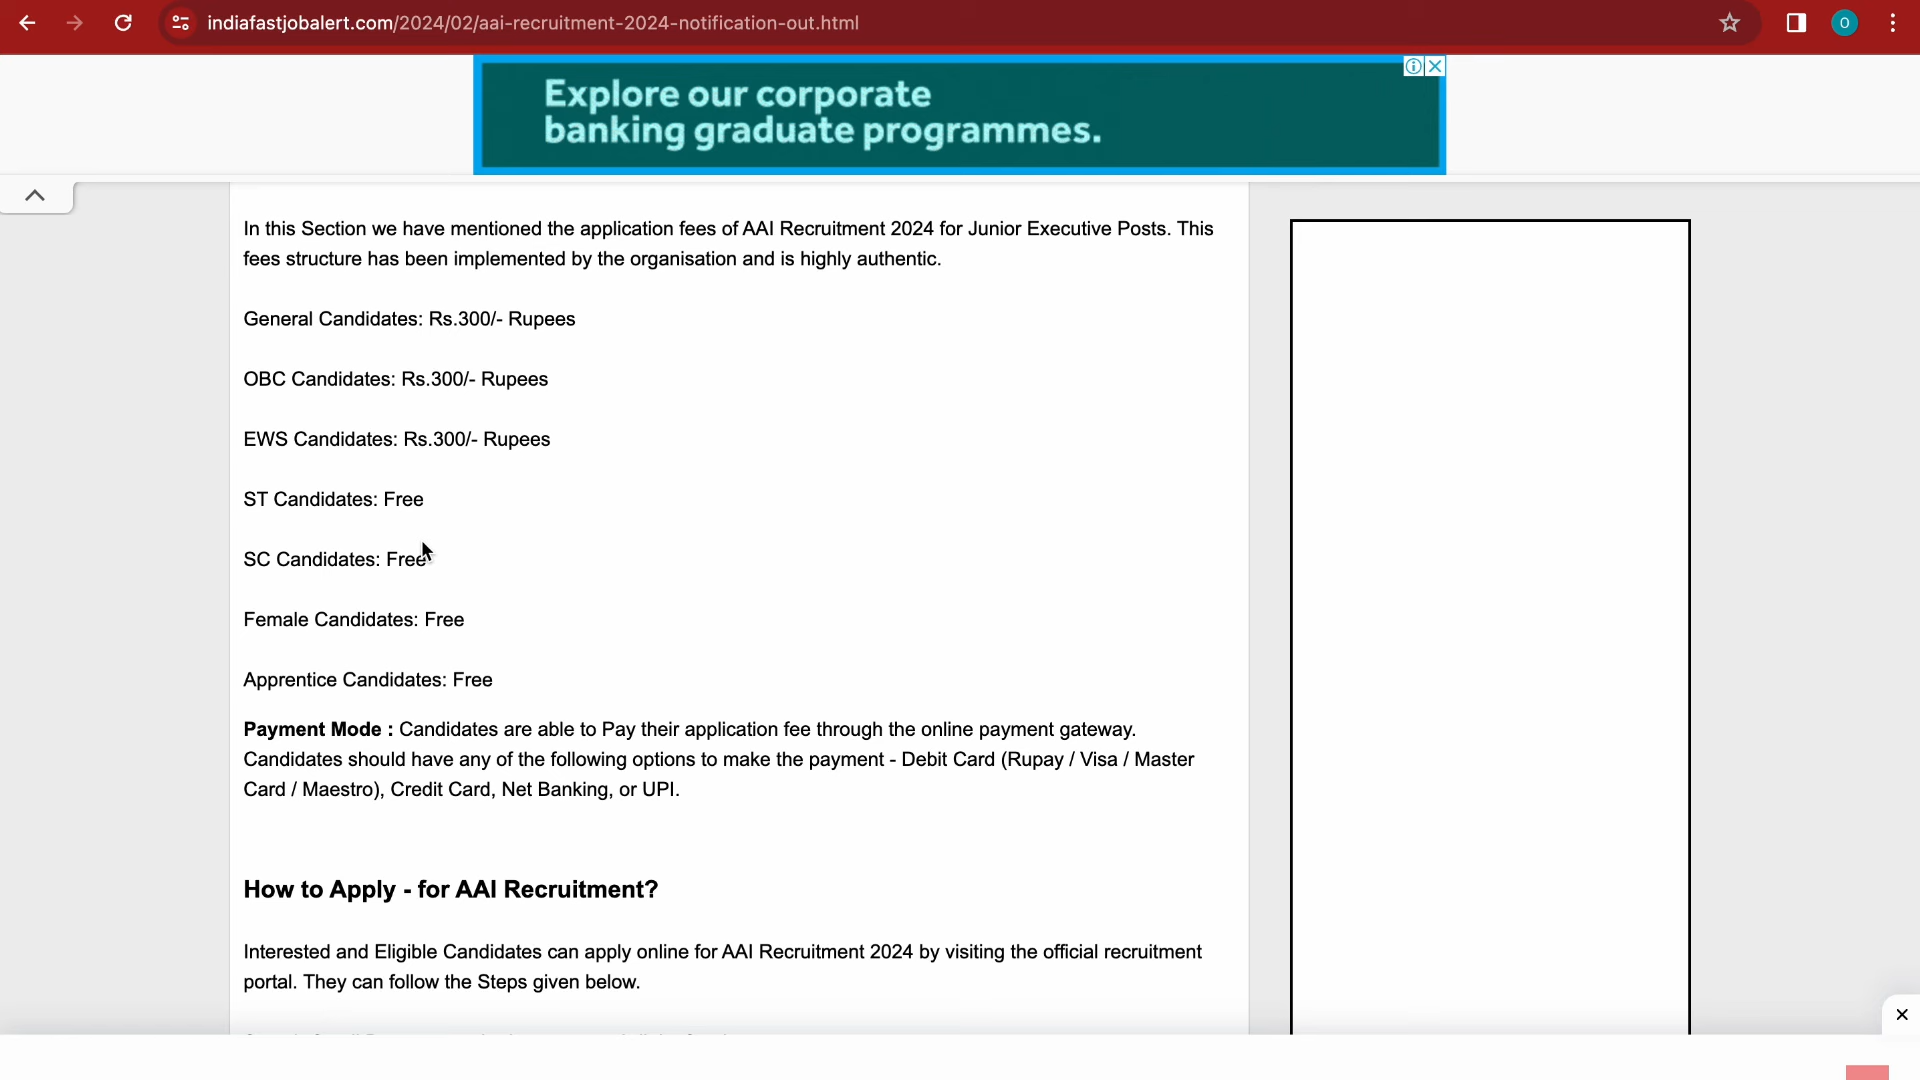 indiafastjobalert.com/2024/02/aai-recruitment-2024-notification-out.html
O
Explore our corporate
banking graduate programmes.
In this Section we have mentioned the application fees of AAI Recruitment 2024 for Junior Executive Posts. This
fees structure has been implemented by the organisation and is highly authentic.
General Candidates: Rs.300/- Rupees
OBC Candidates: Rs.300/- Rupees
EWS Candidates: Rs.300/- Rupees
ST Candidates: Free
SC Candidates: Free
Female Candidates: Free
Apprentice Candidates: Free
Payment Mode : Candidates are able to Pay their application fee through the online payment gateway.
Candidates should have any of the following options to make the payment - Debit Card (Rupay / Visa / Master
Card / Maestro), Credit Card, Net Banking, or UPI.
How to Apply - for AAI Recruitment?
Interested and Eligible Candidates can apply online for AAI Recruitment 2024 by visiting the official recruitment
portal. They can follow the Steps given below.